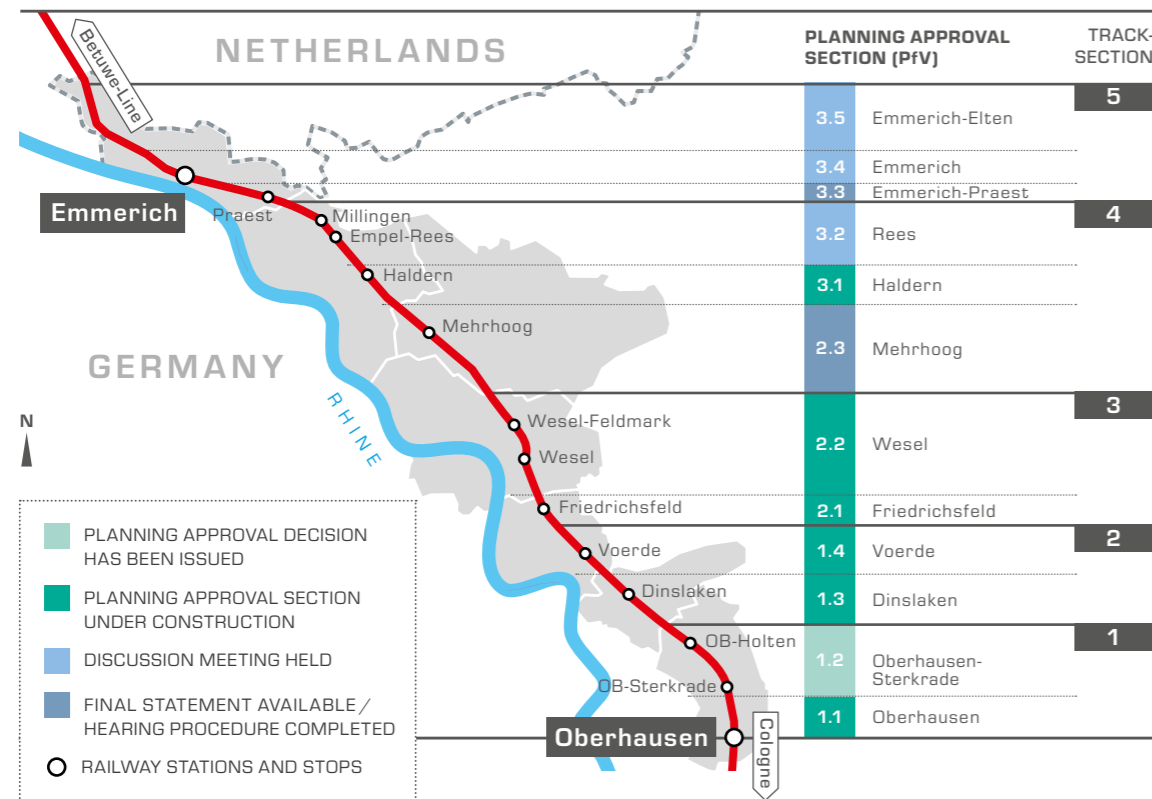 NETHERLANDS
Betuwe-Line
PLANNING APPROVAL
SECTION (PfV)
TRACK-
SECTION
5
3.5 Emmerich-Elten
3.4 Emmerich
3.3 Emmerich-Praest
Emmerich
Praest
Millingen
Empel-Rees
Haldern
Mehrhoog
4
3.2 Rees
3.1 Haldern
2.3 Mehrhoog
GERMANY
RHINE
N
Wesel-Feldmark
Wesel
Friedrichsfeld
3
2.2 Wesel
2.1 Friedrichsfeld
Voerde
Dinslaken
2
1.4 Voerde
1.3 Dinslaken
OB-Holten
OB-Sterkrade
Oberhausen
Cologne
1
1.2 Oberhausen-
Sterkrade
1.1 Oberhausen
PLANNING APPROVAL DECISION
HAS BEEN ISSUED
PLANNING APPROVAL SECTION
UNDER CONSTRUCTION
DISCUSSION MEETING HELD
FINAL STATEMENT AVAILABLE /
HEARING PROCEDURE COMPLETED
RAILWAY STATIONS AND STOPS